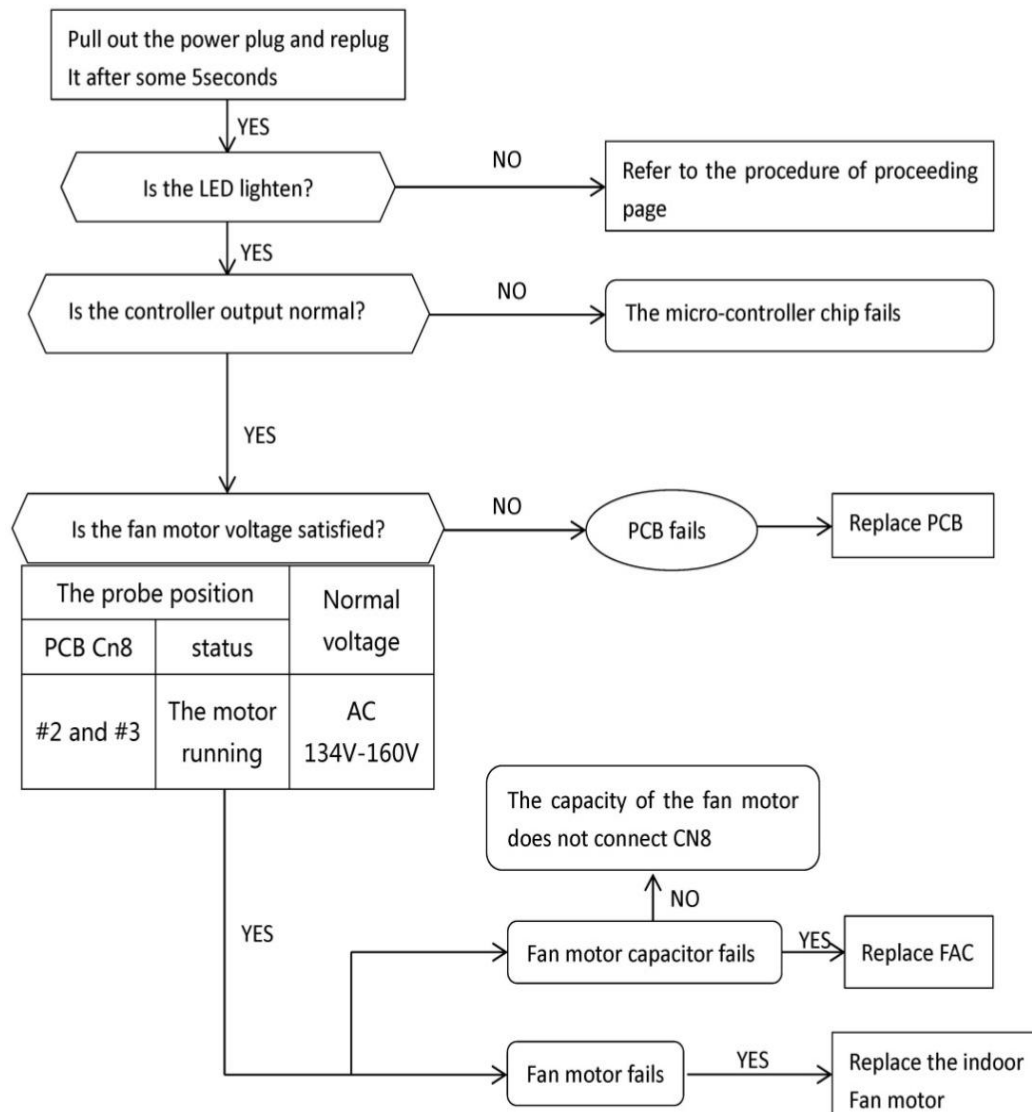 Pull out the power plug and replug
It after some 5seconds
YES
Is the LED lighten?
NO
Refer to the procedure of proceeding
page
YES
Is the controller output normal?
NO
The micro-controller chip fails
YES
Is the fan motor voltage satisfied?
NO
PCB fails
Replace PCB
The probe position
Normal
voltage
PCB Cn8
status
#2 and #3
The motor
running
AC
134V-160V
The capacity of the fan motor
does not connect CN8
NO
YES
Fan motor capacitor fails
YES
Replace FAC
Fan motor fails
YES
Replace the indoor
Fan motor